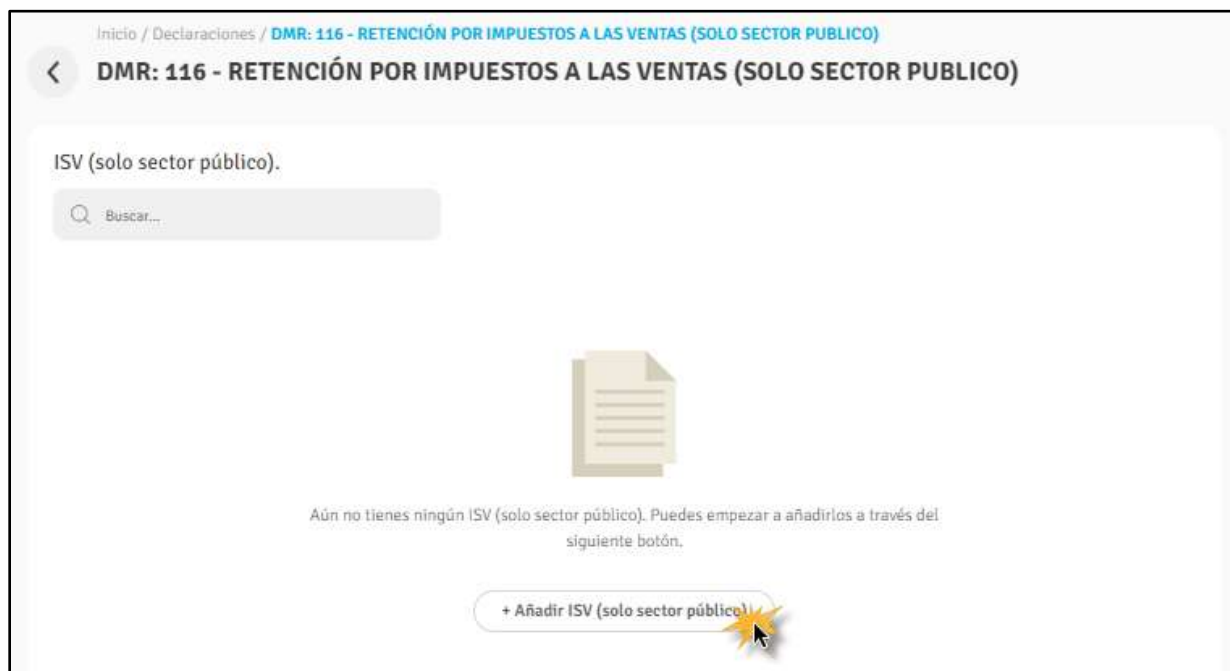 Inicio / Declaraciones / DMR: 116 - RETENCIÓN POR IMPUESTOS A LAS VENTAS (SOLO SECTOR PUBLICO)
DMR: 116 - RETENCIÓN POR IMPUESTOS A LAS VENTAS (SOLO SECTOR PUBLICO)
ISV (solo sector público).
Buscar...
Aún no tienes ningún ISV (solo sector público). Puedes empezar a añadirlos a través del
siguiente botón.
+ Añadir ISV (solo sector público)